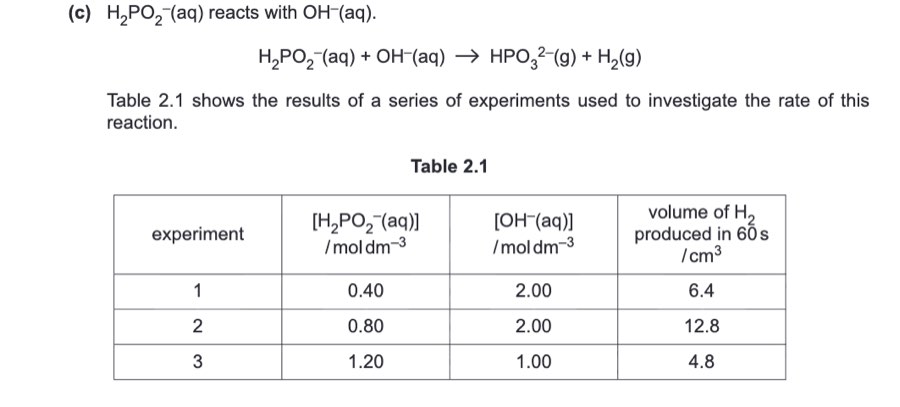 (c) H₂PO₂⁻(aq) reacts with OH⁻(aq).
H₂PO₂⁻(aq) + OH⁻(aq) → HPO₃²⁻(g) + H₂(g)
Table 2.1 shows the results of a series of experiments used to investigate the rate of this
reaction.
Table 2.1
experiment [H₂PO₂⁻(aq)] /mol dm⁻³ [OH⁻(aq)] /mol dm⁻³ volume of H₂ produced in 60 s /cm³
1 0.40 2.00 6.4
2 0.80 2.00 12.8
3 1.20 1.00 4.8